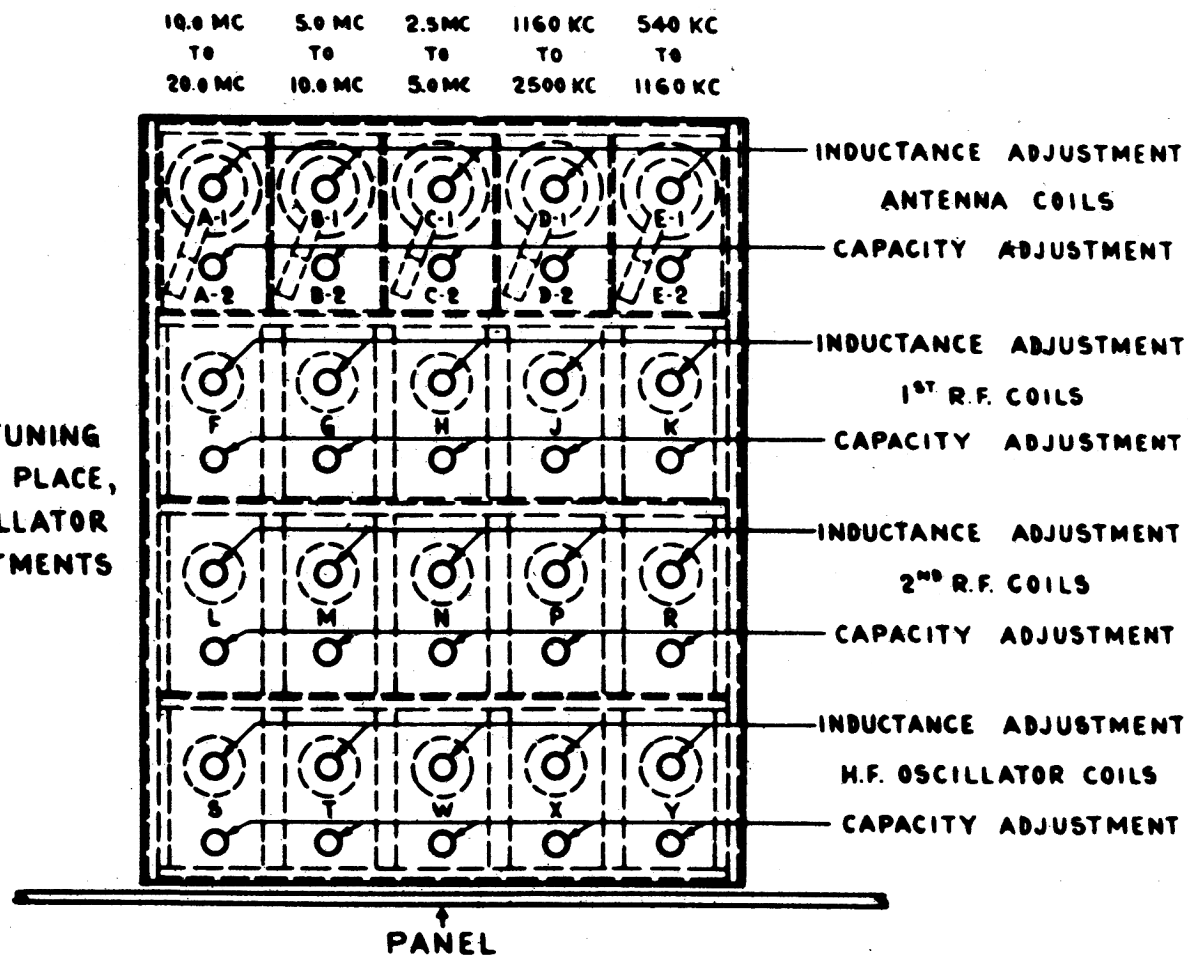 10.0 MC 5.0 MC 2.5MC 1160 KC 540 KC
TO TO TO TO TO
20.0 MC 10.0 MC 5.0 MC 2500 KC 1160 KC
INDUCTANCE ADJUSTMENT
A-1 B-1 C-1 D-1 E-1
ANTENNA COILS
CAPACITY ADJUSTMENT
A-2 B-2 C-2 D-2 E-2
INDUCTANCE ADJUSTMENT
1ST R.F. COILS
F G H J K
CAPACITY ADJUSTMENT
TUNING
PLACE,
LLATOR
TMENTS
INDUCTANCE ADJUSTMENT
2ND R.F. COILS
L M N P R
CAPACITY ADJUSTMENT
INDUCTANCE ADJUSTMENT
H.F. OSCILLATOR COILS
S T W X Y
CAPACITY ADJUSTMENT
PANEL